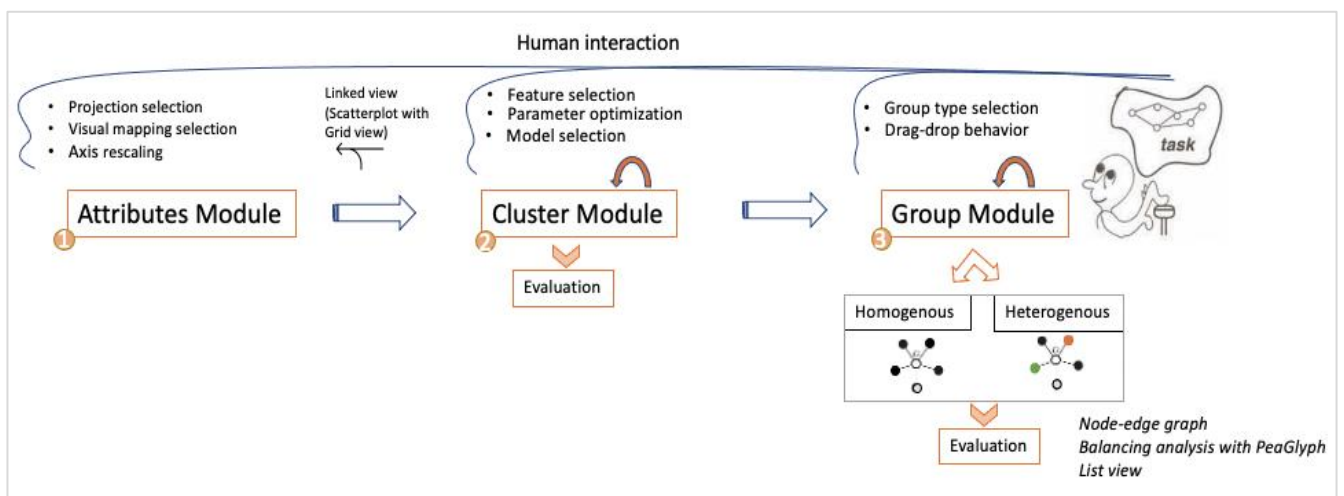 Human interaction
• Projection selection
• Visual mapping selection
• Axis rescaling
Linked view
(Scatterplot with
Grid view)
• Feature selection
• Parameter optimization
• Model selection
• Group type selection
• Drag-drop behavior
task
Attributes Module
1
Cluster Module
2
Group Module
3
Evaluation
Homogenous
Heterogenous
G
G
Evaluation
Node-edge graph
Balancing analysis with PeaGlyph
List view